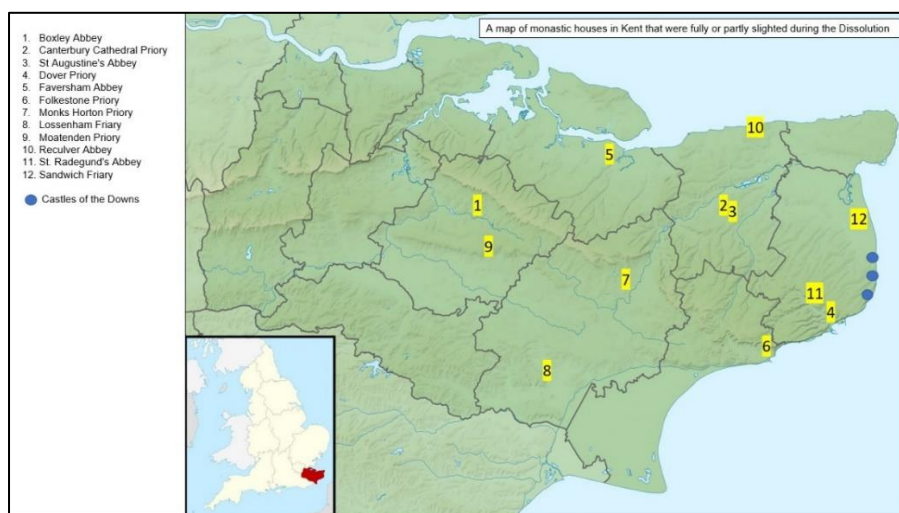 A map of monastic houses in Kent that were fully or partly slighted during the Dissolution
1. Boxley Abbey
2. Canterbury Cathedral Priory
3. St Augustine's Abbey
4. Dover Priory
5. Faversham Abbey
6. Folkestone Priory
7. Monks Horton Priory
8. Lossenham Friary
9. Moatenden Priory
10. Reculver Abbey
11. St. Radegund's Abbey
12. Sandwich Friary
Castles of the Downs
10
5
1
2
3
12
9
7
11
4
6
8